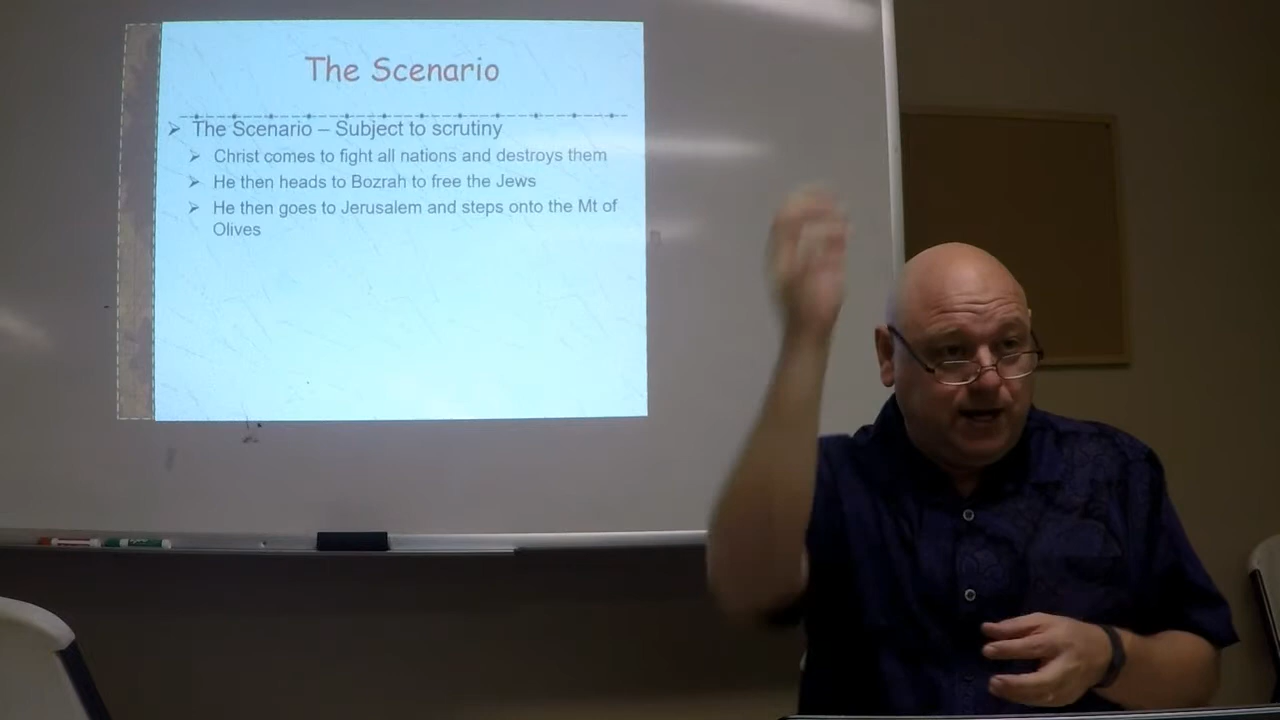 The Scenario
The Scenario – Subject to scrutiny
Christ comes to fight all nations and destroys them
He then heads to Bozrah to free the Jews
He then goes to Jerusalem and steps onto the Mt of
Olives